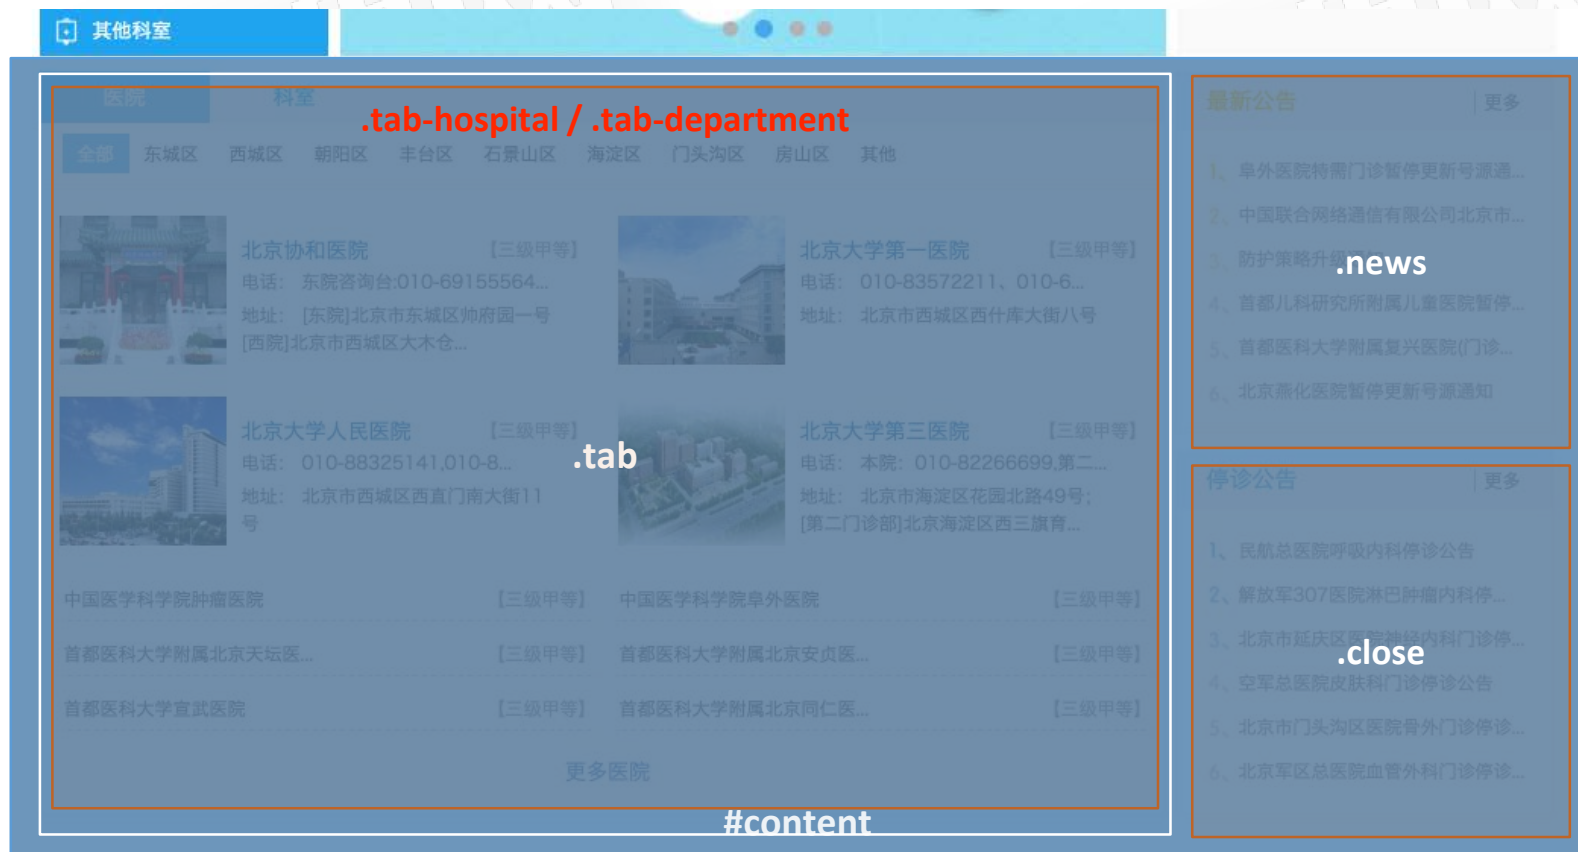 其他科室
医院
科室
.tab-hospital / .tab-department
全部 东城区 西城区 朝阳区 丰台区 石景山区 海淀区 门头沟区 房山区 其他
北京协和医院 【三级甲等】
电话： 东院咨询台:010-69155564...
地址： [东院]北京市东城区帅府园一号
[西院]北京市西城区大木仓...
北京大学第一医院 【三级甲等】
电话： 010-83572211、010-6...
地址： 北京市西城区西什库大街八号
北京大学人民医院 【三级甲等】
电话： 010-88325141,010-8...
地址： 北京市西城区西直门南大街11
号
.tab
北京大学第三医院 【三级甲等】
电话： 本院：010-82266699,第二...
地址： 北京市海淀区花园北路49号;
[第二门诊部]北京海淀区西三旗育...
中国医学科学院肿瘤医院 【三级甲等】
中国医学科学院阜外医院 【三级甲等】
首都医科大学附属北京天坛医... 【三级甲等】
首都医科大学附属北京安贞医... 【三级甲等】
首都医科大学宣武医院 【三级甲等】
首都医科大学附属北京同仁医... 【三级甲等】
更多医院
#content
最新公告 更多
1、阜外医院特需门诊暂停更新号源通...
2、中国联合网络通信有限公司北京市...
3、防护策略升级
.news
4、首都儿科研究所附属儿童医院暂停...
5、首都医科大学附属复兴医院(门诊...
6、北京燕化医院暂停更新号源通知
停诊公告 更多
1、民航总医院呼吸内科停诊公告
2、解放军307医院淋巴肿瘤内科停...
3、北京市延庆区医院神经内科门诊停...
.close
4、空军总医院皮肤科门诊停诊公告
5、北京市门头沟区医院骨外门诊停诊...
6、北京军区总医院血管外科门诊停诊...